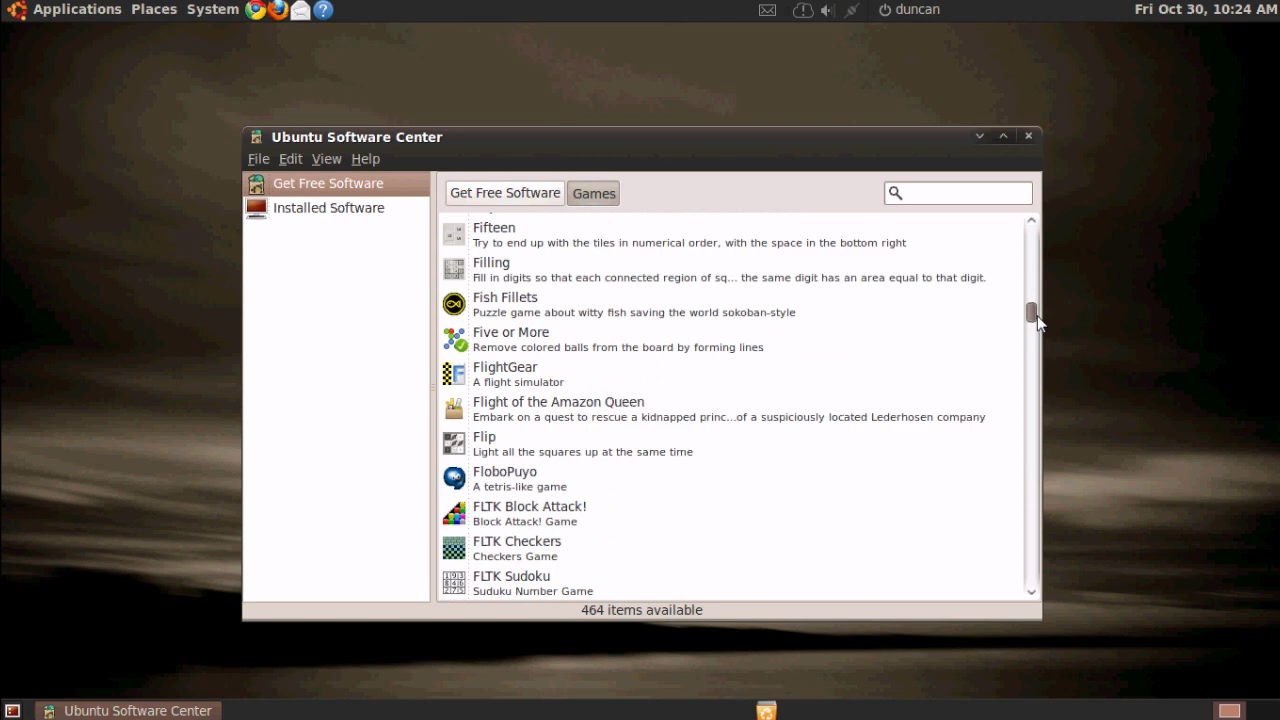 Applications Places System duncan Fri Oct 30, 10:24 AM
Ubuntu Software Center
File Edit View Help
Get Free Software
Installed Software
Get Free Software Games
Fifteen
Try to end up with the tiles in numerical order, with the space in the bottom right
Filling
Fill in digits so that each connected region of sq... the same digit has an area equal to that digit.
Fish Fillets
Puzzle game about witty fish saving the world sokoban-style
Five or More
Remove colored balls from the board by forming lines
FlightGear
A flight simulator
Flight of the Amazon Queen
Embark on a quest to rescue a kidnapped princ...of a suspiciously located Lederhosen company
Flip
Light all the squares up at the same time
FloboPuyo
A tetris-like game
FLTK Block Attack!
Block Attack! Game
FLTK Checkers
Checkers Game
FLTK Sudoku
Suduku Number Game
464 items available
Ubuntu Software Center